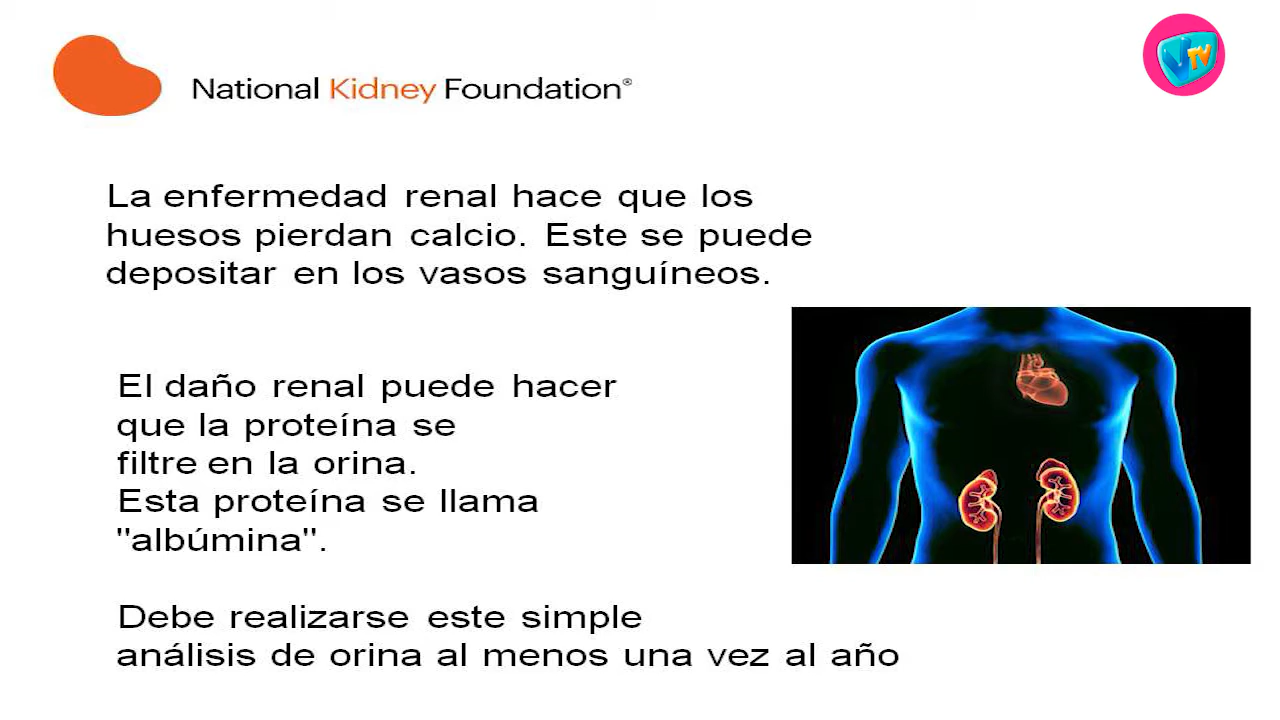 National Kidney Foundation®
VTV
La enfermedad renal hace que los
huesos pierdan calcio. Este se puede
depositar en los vasos sanguíneos.
El daño renal puede hacer
que la proteína se
filtre en la orina.
Esta proteína se llama
"albúmina".
Debe realizarse este simple
análisis de orina al menos una vez al año